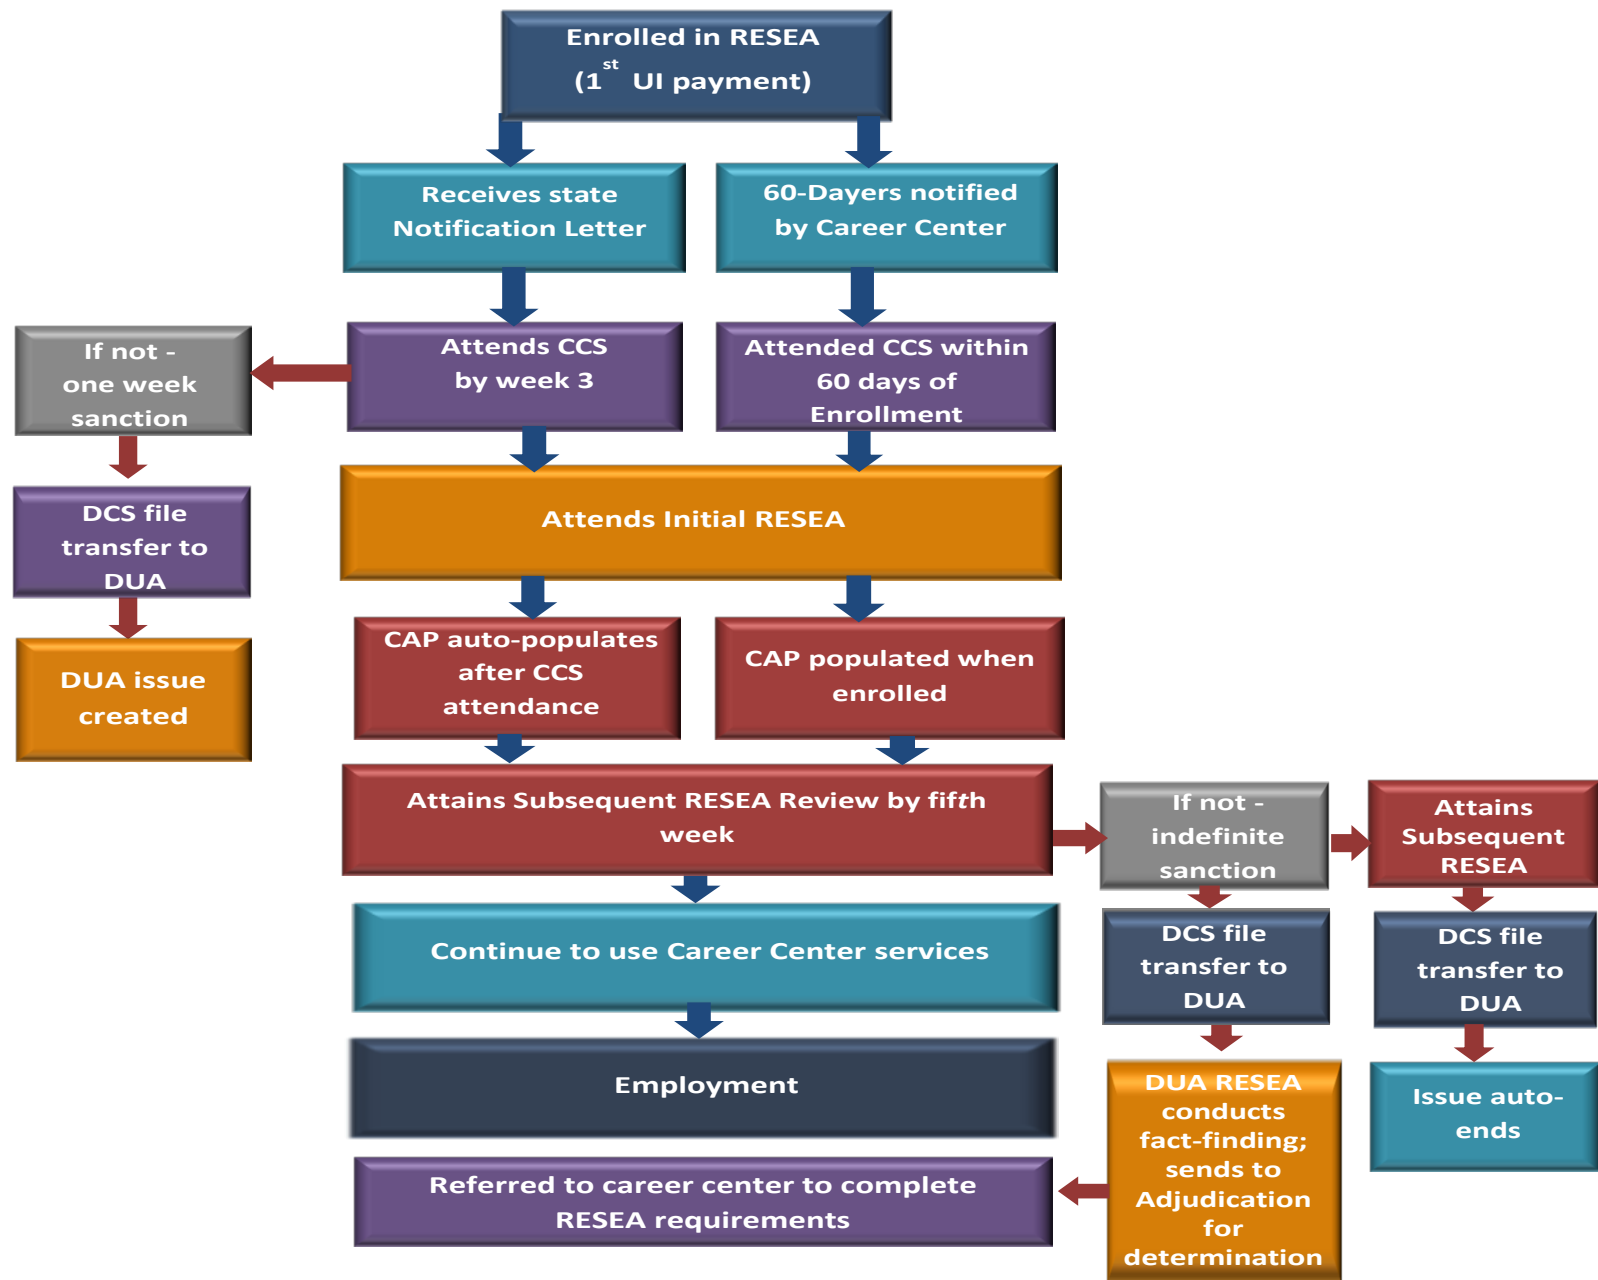 Enrolled in RESEA
(1st UI payment)
Receives state
Notification Letter
60-Dayers notified
by Career Center
If not -
one week
sanction
Attends CCS
by week 3
Attended CCS within
60 days of
Enrollment
DCS file
transfer to
DUA
Attends Initial RESEA
DUA issue
created
CAP auto-populates
after CCS
attendance
CAP populated when
enrolled
Attains Subsequent RESEA Review by fifth
week
If not -
indefinite
sanction
Attains
Subsequent
RESEA
Continue to use Career Center services
DCS file
transfer to
DUA
DCS file
transfer to
DUA
Employment
DUA RESEA
conducts
fact-finding;
sends to
Adjudication
for
determination
Issue auto-
ends
Referred to career center to complete
RESEA requirements